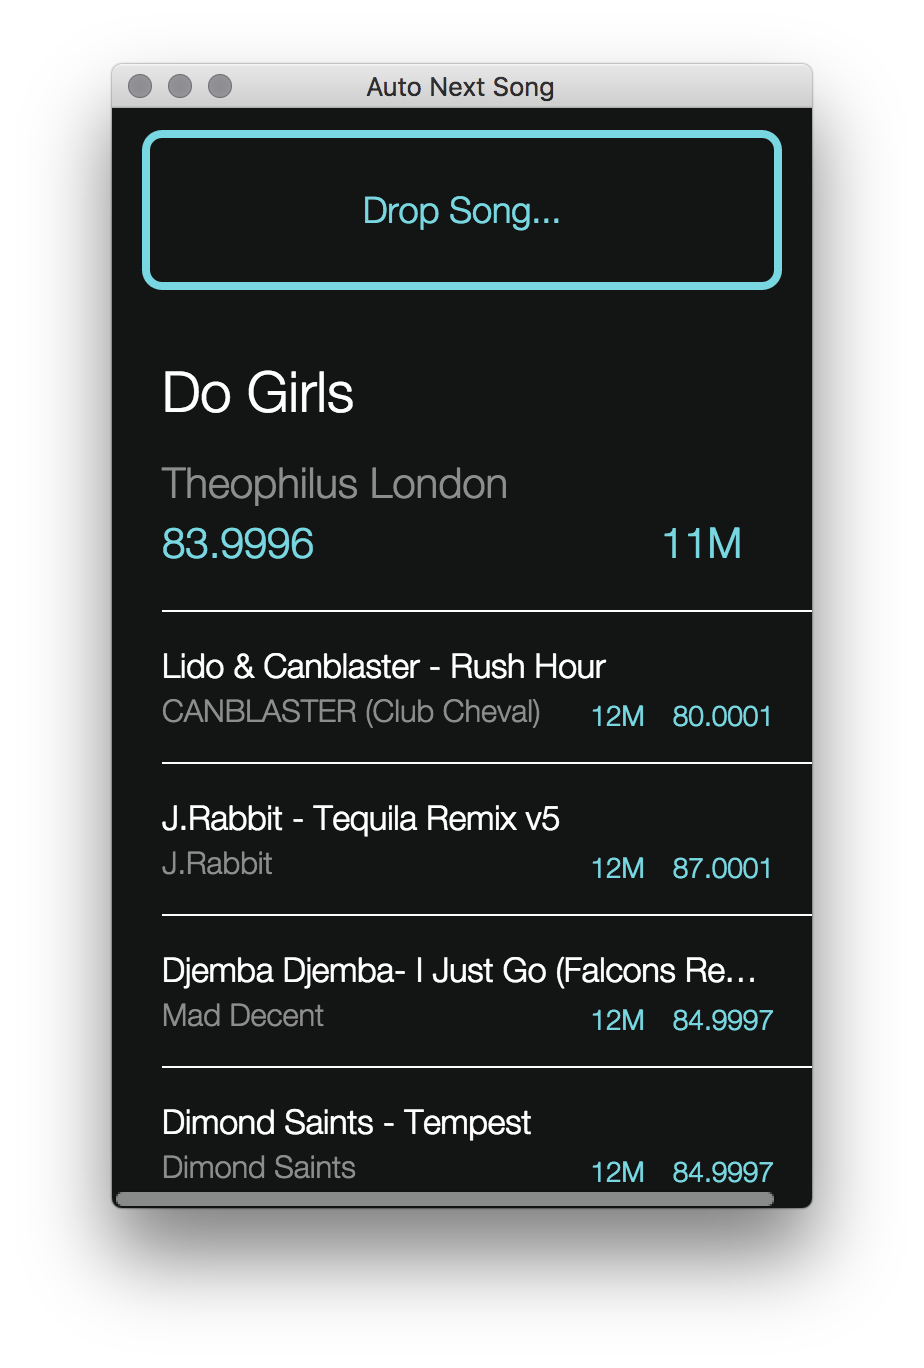 Auto Next Song
Drop Song...
Do Girls
Theophilus London
83.9996 11M
Lido & Canblaster - Rush Hour
CANBLASTER (Club Cheval) 12M 80.0001
J.Rabbit - Tequila Remix v5
J.Rabbit 12M 87.0001
Djemba Djemba- I Just Go (Falcons Re...
Mad Decent 12M 84.9997
Dimond Saints - Tempest
Dimond Saints 12M 84.9997